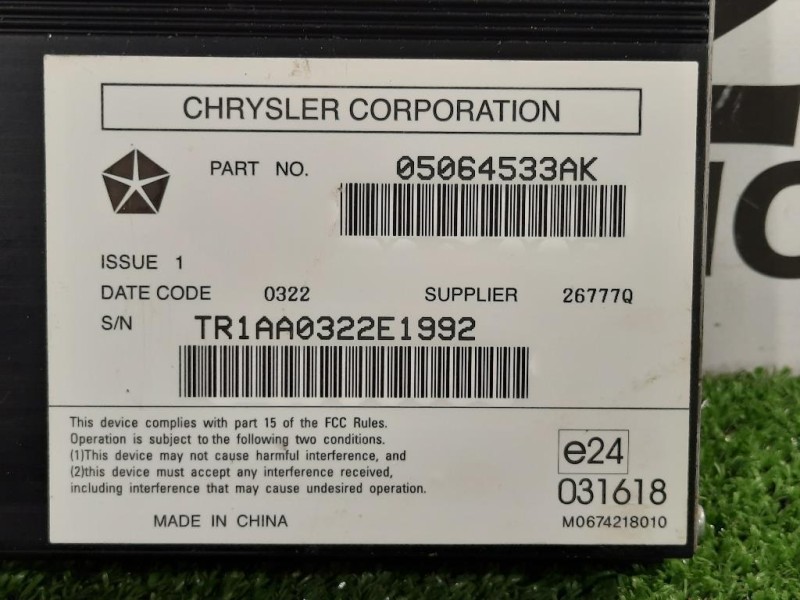 CHRYSLER CORPORATION
PART NO. 05064533AK
ISSUE 1
DATE CODE 0322 SUPPLIER 26777Q
S/N TR1AA0322E1992
This device complies with part 15 of the FCC Rules.
Operation is subject to the following two conditions.
(1)This device may not cause harmful interference, and
(2)this device must accept any interference received,
including interference that may cause undesired operation.
e24
031618
MADE IN CHINA
M0674218010